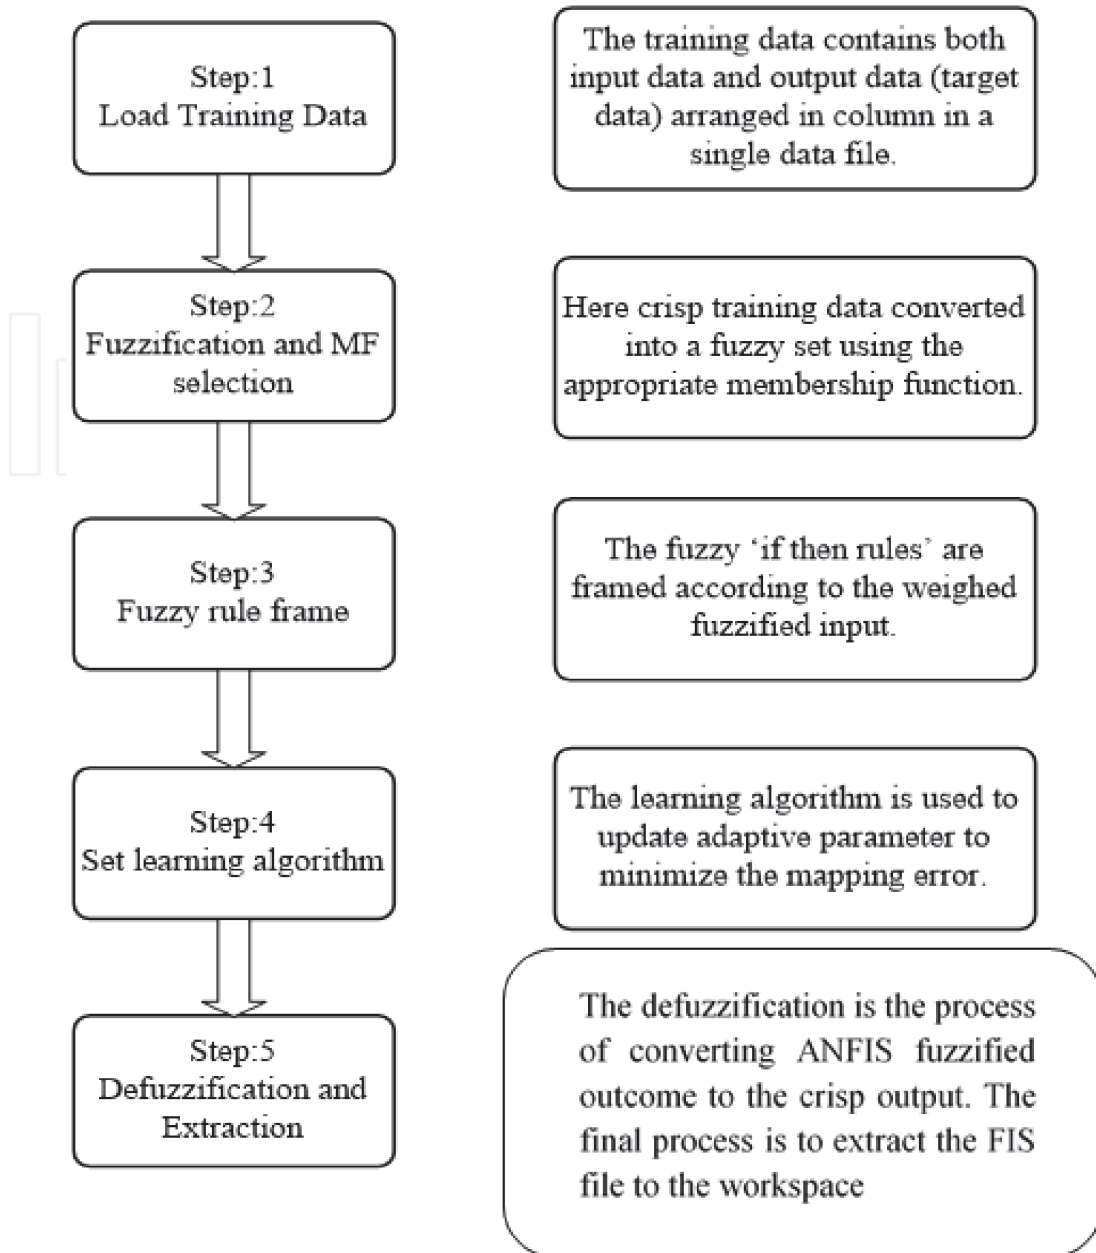 Step:1
Load Training Data
The training data contains both
input data and output data (target
data) arranged in column in a
single data file.
Step:2
Fuzzification and MF
selection
Here crisp training data converted
into a fuzzy set using the
appropriate membership function.
Step:3
Fuzzy rule frame
The fuzzy ‘if then rules’ are
framed according to the weighed
fuzzified input.
Step:4
Set learning algorithm
The learning algorithm is used to
update adaptive parameter to
minimize the mapping error.
Step:5
Defuzzification and
Extraction
The defuzzification is the process
of converting ANFIS fuzzified
outcome to the crisp output. The
final process is to extract the FIS
file to the workspace